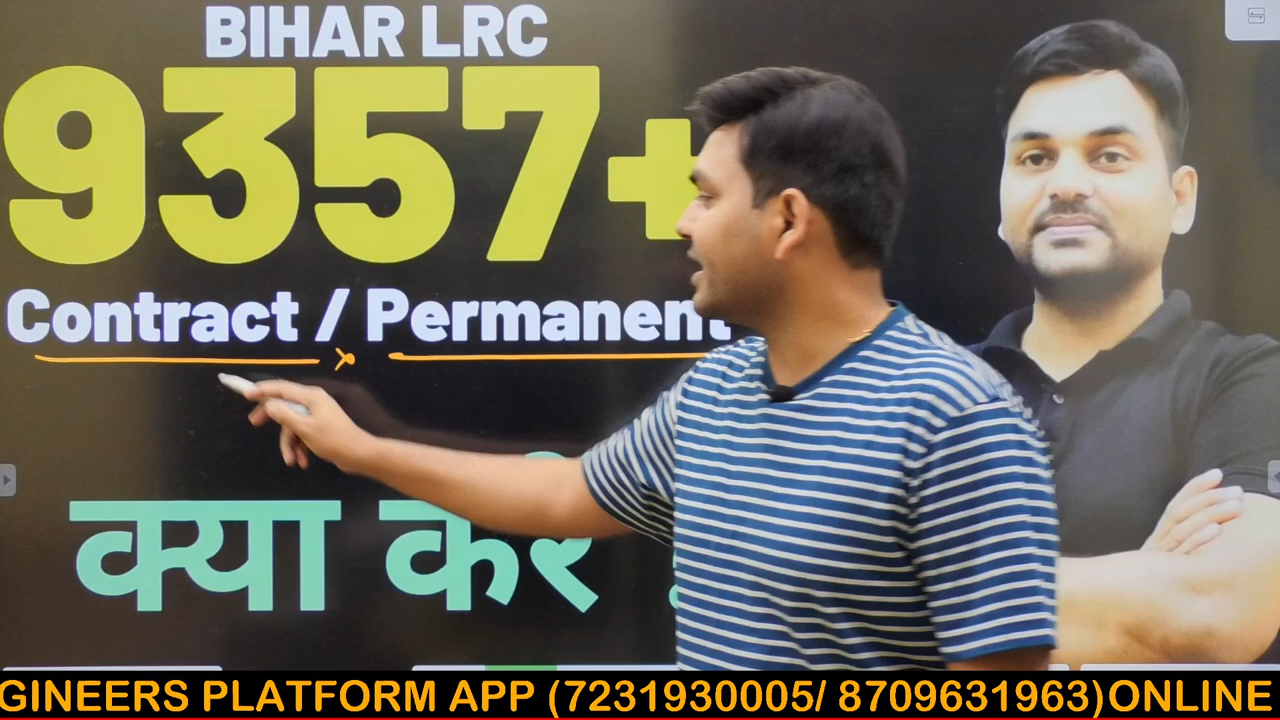 BIHAR LRC
9357+
Contract / Permanent
क्या करें
GINEERS PLATFORM APP (7231930005/ 8709631963)ONLINE